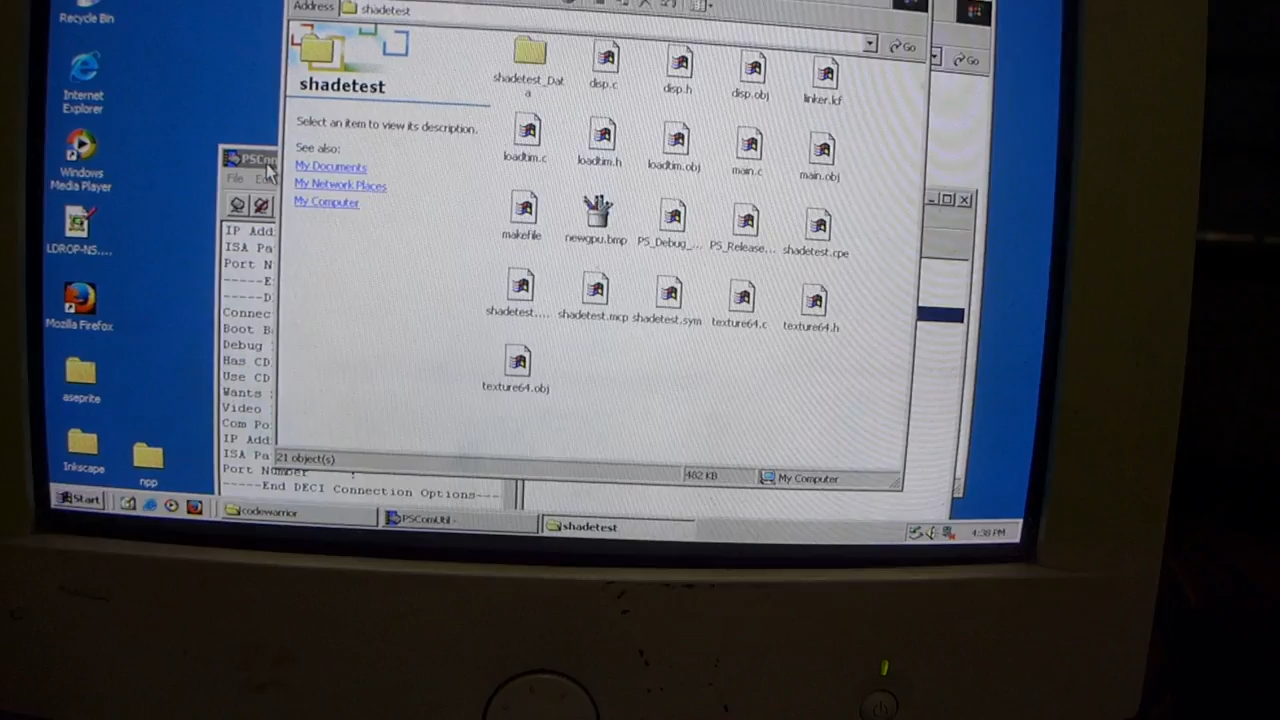 Recycle Bin
Internet
Explorer
Windows
Media Player
LDROP-NS....
Mozilla Firefox
aseprite
Inkscape
npp
Address
shadetest
Go
Go
shadetest
Select an item to view its description.
See also:
My Documents
My Network Places
My Computer
shadetest_Dat
a
disp.c
disp.h
disp.obj
linker.lcf
loadtim.c
loadtim.h
loadtim.obj
main.c
main.obj
makefile
newgpu.bmp
PS_Debug_...
PS_Release...
shadetest.cpe
shadetest....
shadetest.mcp
shadetest.sym
texture64.c
texture64.h
texture64.obj
21 object(s)
482 KB
My Computer
PSCom
File
IP Add
ISA Pa
Port N
-----E
-----D
Connec
Boot B
Debug
Has CD
Use CD
Wants
Video
Com Po
IP Add
ISA Pa
Port Number :
-----End DECI Connection Options---
Start
codewarrior
PSComUtil -
shadetest
4:38 PM